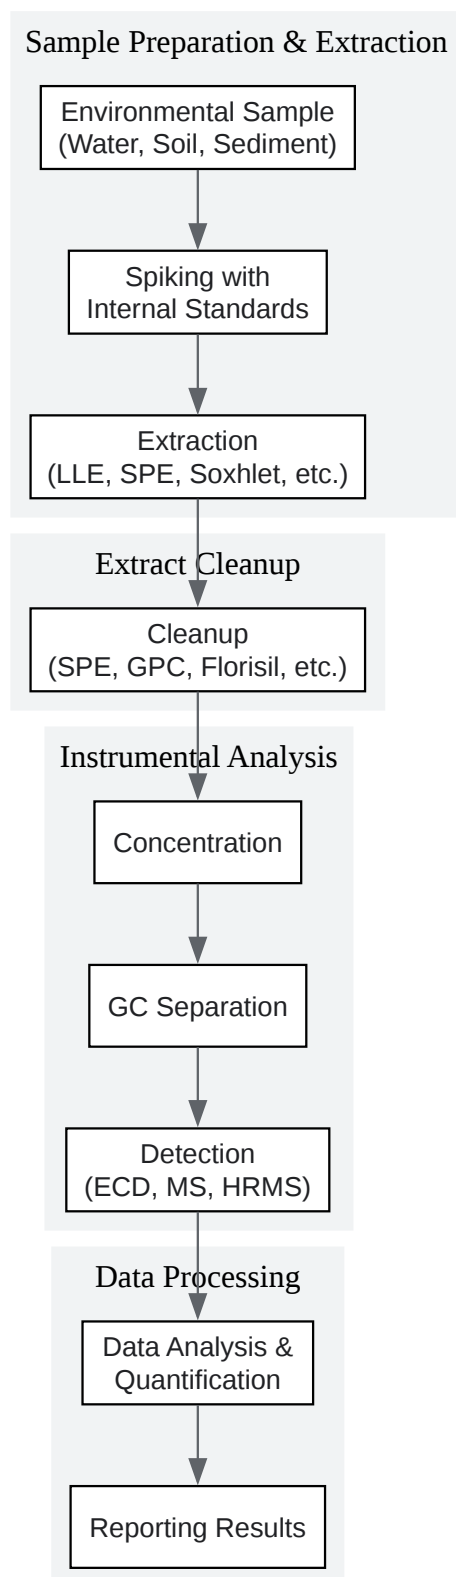 Sample Preparation & Extraction
Environmental Sample
(Water, Soil, Sediment)
Spiking with
Internal Standards
Extraction
(LLE, SPE, Soxhlet, etc.)
Extract Cleanup
Cleanup
(SPE, GPC, Florisil, etc.)
Instrumental Analysis
Concentration
GC Separation
Detection
(ECD, MS, HRMS)
Data Processing
Data Analysis &
Quantification
Reporting Results